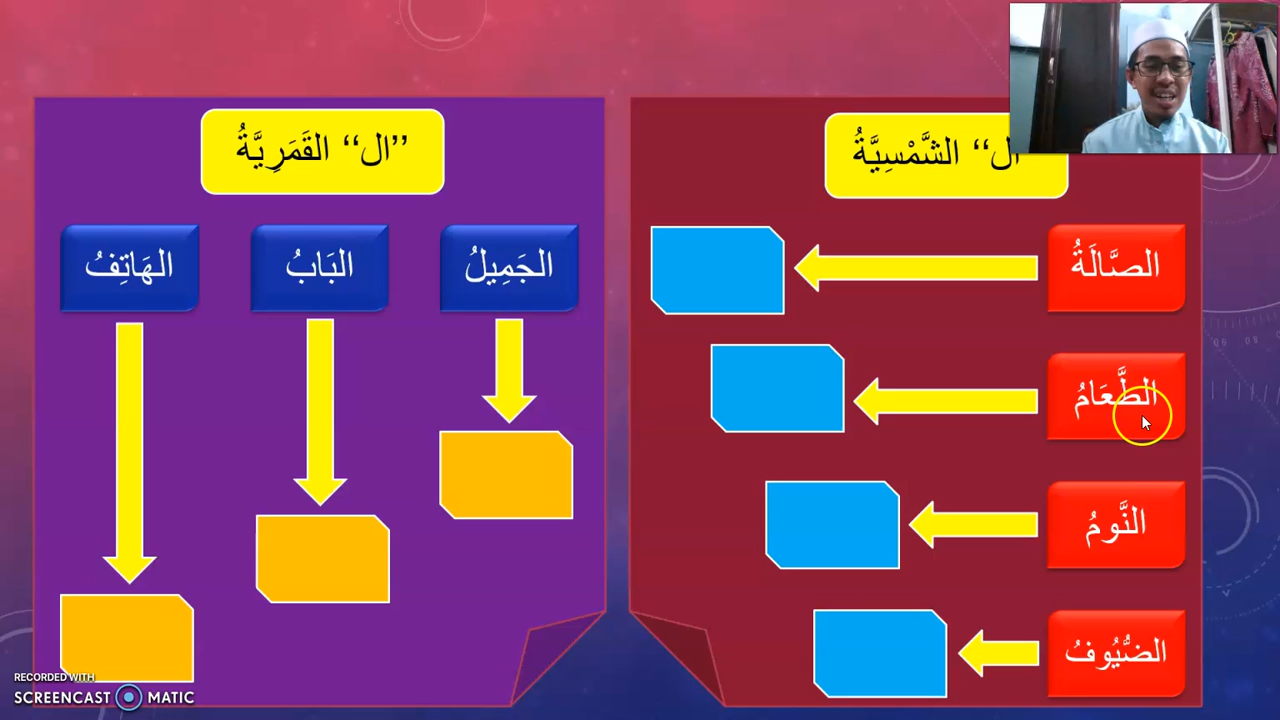 ”ال“ الشَّمْسِيَّةُ
الصَّالَةُ
الطَّعَامُ
النَّومُ
الضُّيُوفُ
”ال“ القَمَرِيَّةُ
الجَمِيلُ
البَابُ
الهَاتِفُ
RECORDED WITH
SCREENCAST MATIC